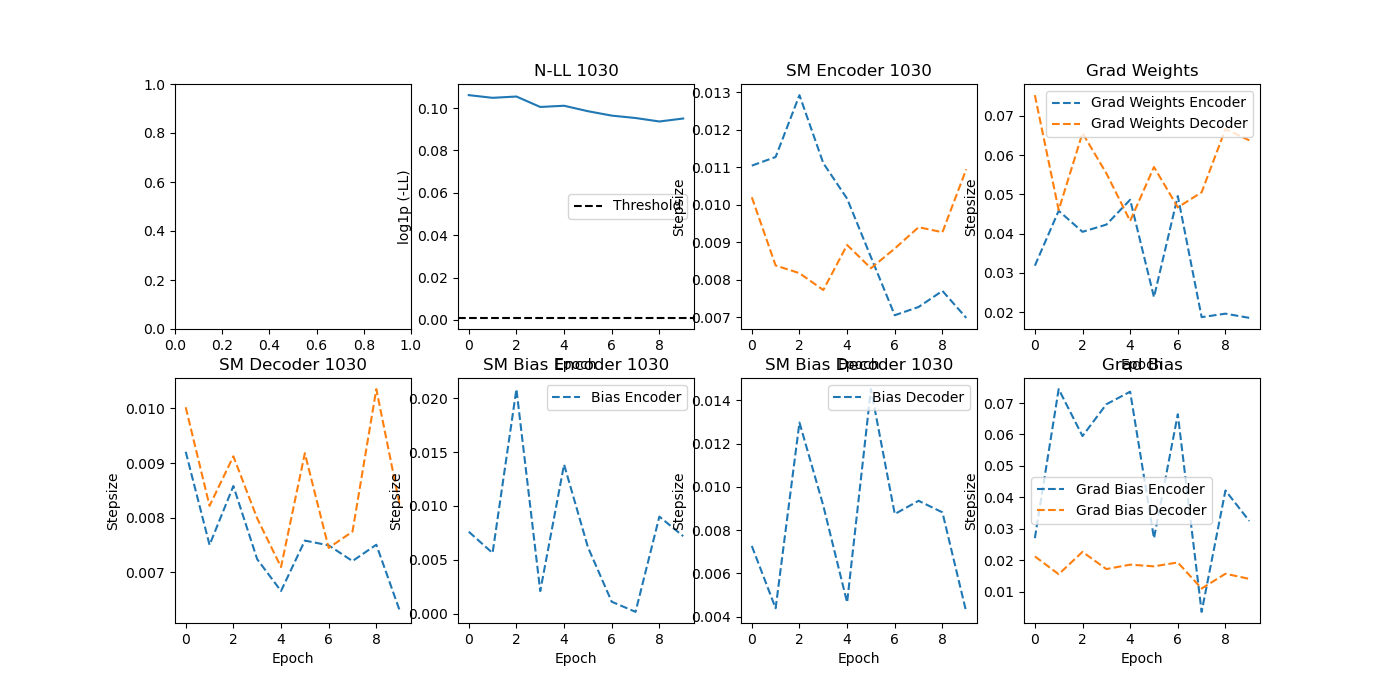 N-LL 1030
SM Encoder 1030
Grad Weights
1.0
0.8
0.6
0.4
0.2
0.0
0.0 0.2 0.4 0.6 0.8 1.0
log1p (-LL)
0.10
0.08
0.06
0.04
0.02
0.00
Threshold
0 2 4 6 8
Epoch
Stepsize
0.013
0.012
0.011
0.010
0.009
0.008
0.007
0 2 4 6 8
Epoch
Stepsize
0.07
0.06
0.05
0.04
0.03
0.02
Grad Weights Encoder
Grad Weights Decoder
0 2 4 6 8
Epoch
SM Decoder 1030
SM Bias Encoder 1030
SM Bias Decoder 1030
Grad Bias
Stepsize
0.010
0.009
0.008
0.007
0 2 4 6 8
Epoch
Stepsize
0.020
0.015
0.010
0.005
0.000
Bias Encoder
0 2 4 6 8
Epoch
Stepsize
0.014
0.012
0.010
0.008
0.006
0.004
Bias Decoder
0 2 4 6 8
Epoch
Stepsize
0.07
0.06
0.05
0.04
0.03
0.02
0.01
Grad Bias Encoder
Grad Bias Decoder
0 2 4 6 8
Epoch